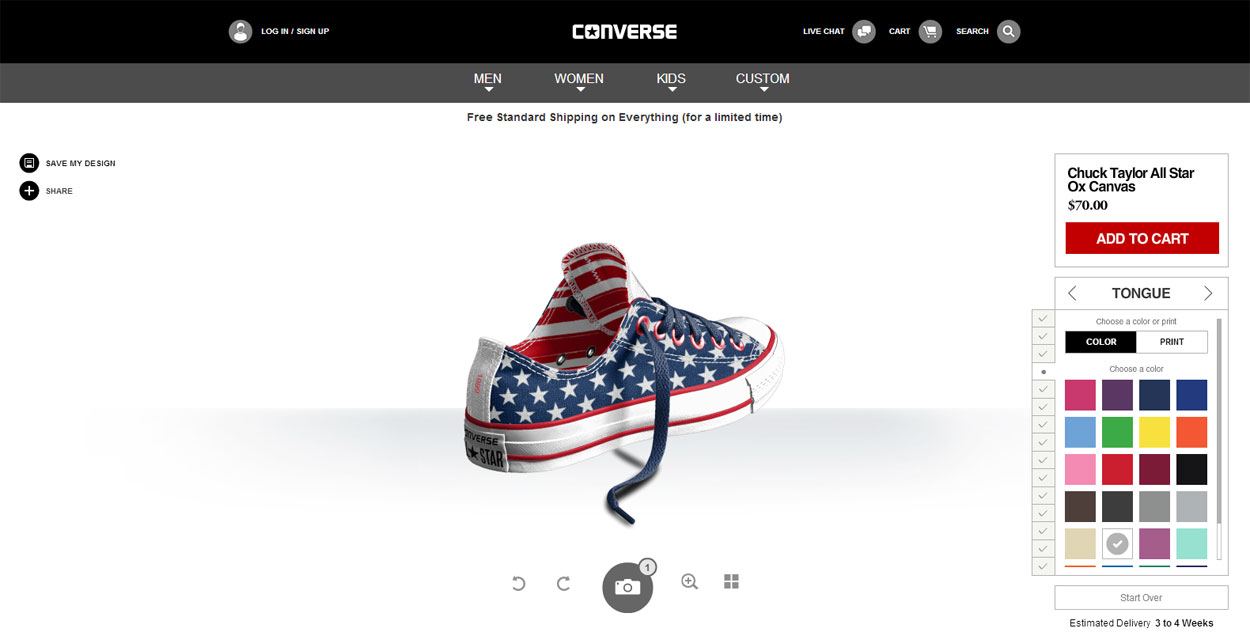 LOG IN / SIGN UP
CONVERSE
LIVE CHAT
CART
SEARCH
MEN
WOMEN
KIDS
CUSTOM
Free Standard Shipping on Everything (for a limited time)
SAVE MY DESIGN
SHARE
Chuck Taylor All Star
Ox Canvas
$70.00
ADD TO CART
TONGUE
Choose a color or print
COLOR
PRINT
Choose a color
STAR
1
Start Over
Estimated Delivery 3 to 4 Weeks